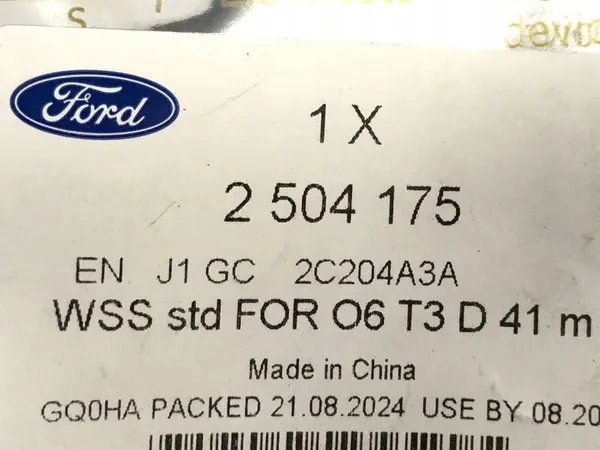 Ford
1 X
2 504 175
EN J1 GC 2C204A3A
WSS std FOR O6 T3 D 41 m
Made in China
GQ0HA PACKED 21.08.2024 USE BY 08.20